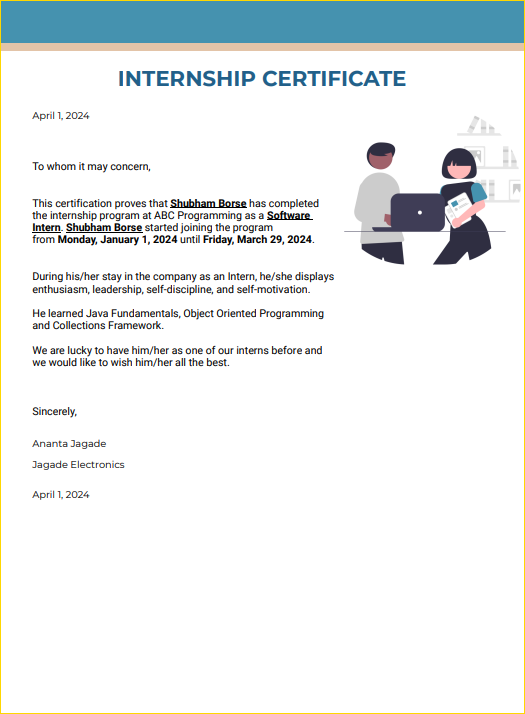 INTERNSHIP CERTIFICATE
April 1, 2024
To whom it may concern,
This certification proves that Shubham Borse has completed
the internship program at ABC Programming as a Software
Intern. Shubham Borse started joining the program
from Monday, January 1, 2024 until Friday, March 29, 2024.
During his/her stay in the company as an Intern, he/she displays
enthusiasm, leadership, self-discipline, and self-motivation.
He learned Java Fundamentals, Object Oriented Programming
and Collections Framework.
We are lucky to have him/her as one of our interns before and
we would like to wish him/her all the best.
Sincerely,
Ananta Jagade
Jagade Electronics
April 1, 2024